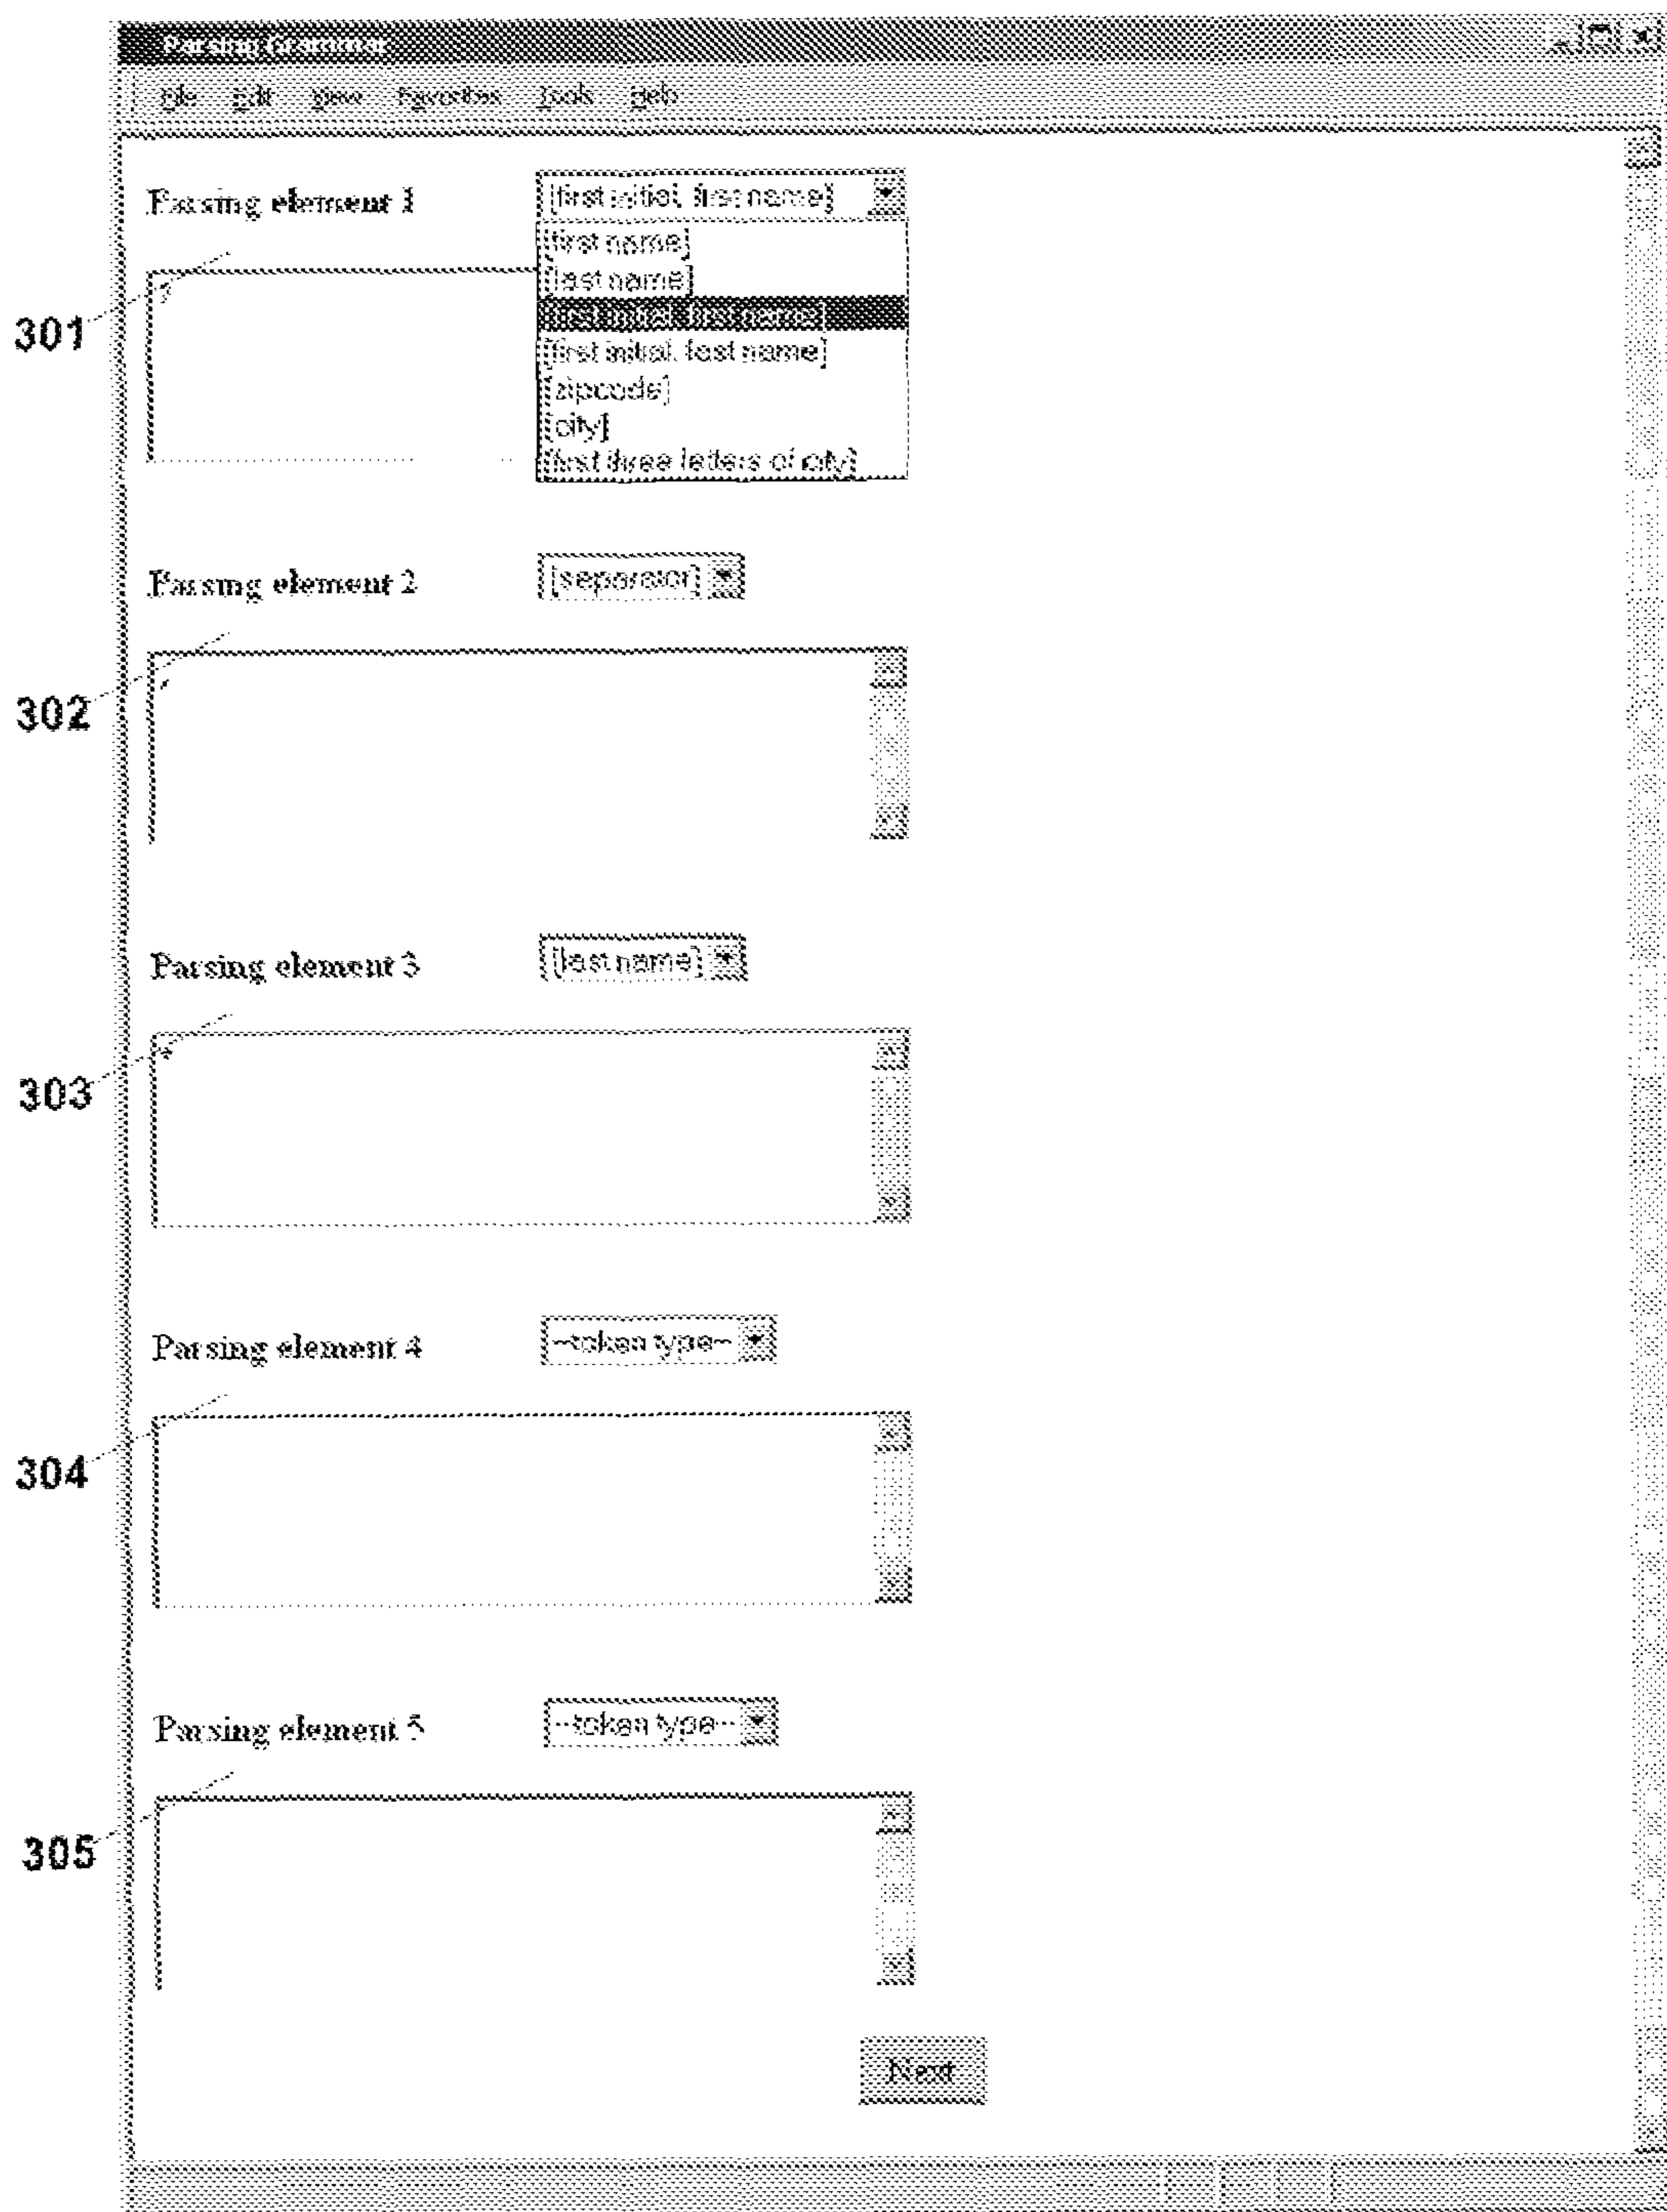 Parsing Grammar
File Edit View Favorites Tools Help
Parsing element 1 [first initial, first name]
[first name]
[last name]
[first initial, first name]
[first initial, last name]
[zipcode]
[city]
[first three letters of city]
301
Parsing element 2 [separator]
302
Parsing element 3 [last name]
303
Parsing element 4 --token type--
304
Parsing element 5 --token type--
305
Next